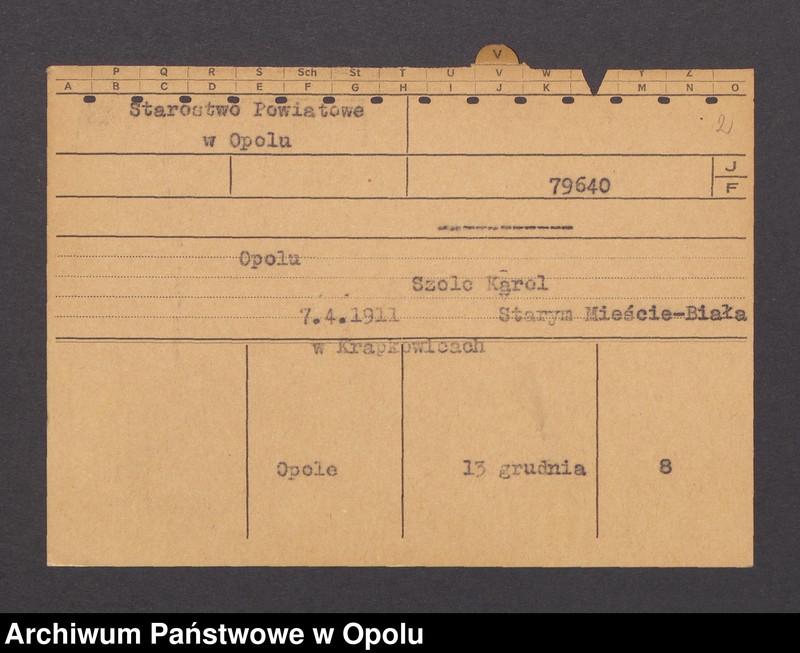 V
P Q R S Sch St T U V W Y Z
A B C D E F G H I J K M N O
Starostwo Powiatowe
w Opolu
2
79640
J
F
Opolu
Szolc Karol
7.4.1911 Starym Mieście-Biała
w Krapkowicach
Opole 13 grudnia 8
Archiwum Państwowe w Opolu